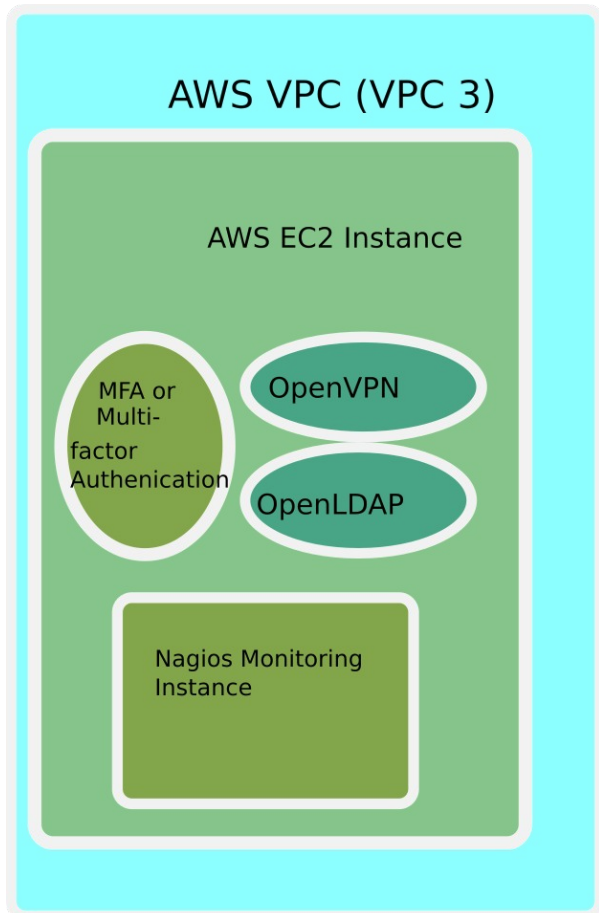 AWS VPC (VPC 3)
AWS EC2 Instance
MFA or
Multi-
factor
Authenication
OpenVPN
OpenLDAP
Nagios Monitoring
Instance